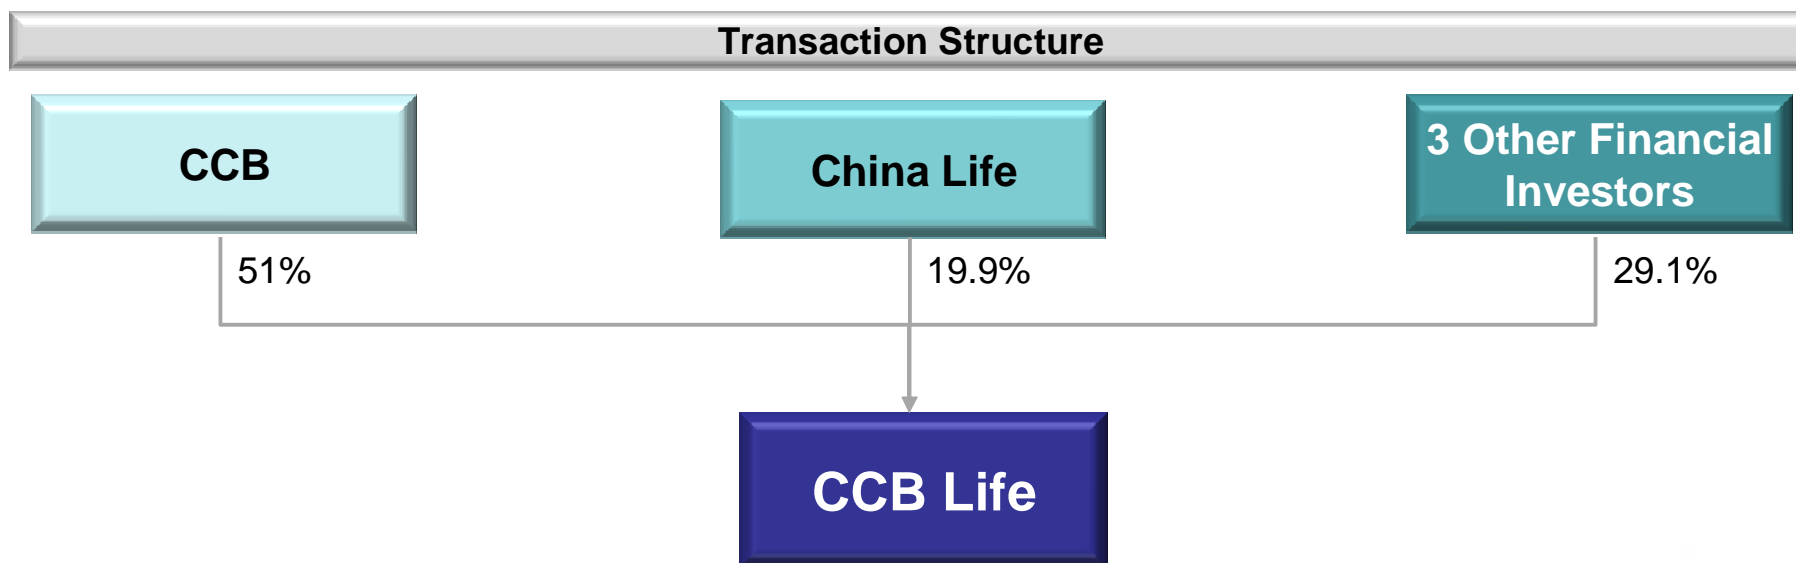 Transaction Structure
CCB
China Life
3 Other Financial
Investors
51%
19.9%
29.1%
CCB Life